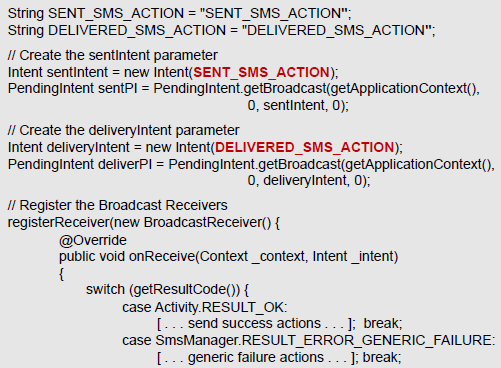 String SENT_SMS_ACTION = "SENT_SMS_ACTION";
String DELIVERED_SMS_ACTION = "DELIVERED_SMS_ACTION";
// Create the sentIntent parameter
Intent sentIntent = new Intent(SENT_SMS_ACTION);
PendingIntent sentPI = PendingIntent.getBroadcast(getApplicationContext(),
0, sentIntent, 0);
// Create the deliveryIntent parameter
Intent deliveryIntent = new Intent(DELIVERED_SMS_ACTION);
PendingIntent deliverPI = PendingIntent.getBroadcast(getApplicationContext(),
0, deliveryIntent, 0);
// Register the Broadcast Receivers
registerReceiver(new BroadcastReceiver() {
@Override
public void onReceive(Context _context, Intent _intent)
{
switch (getResultCode()) {
case Activity.RESULT_OK:
[ . . . send success actions . . . ]; break;
case SmsManager.RESULT_ERROR_GENERIC_FAILURE:
[ . . . generic failure actions . . . ]; break;